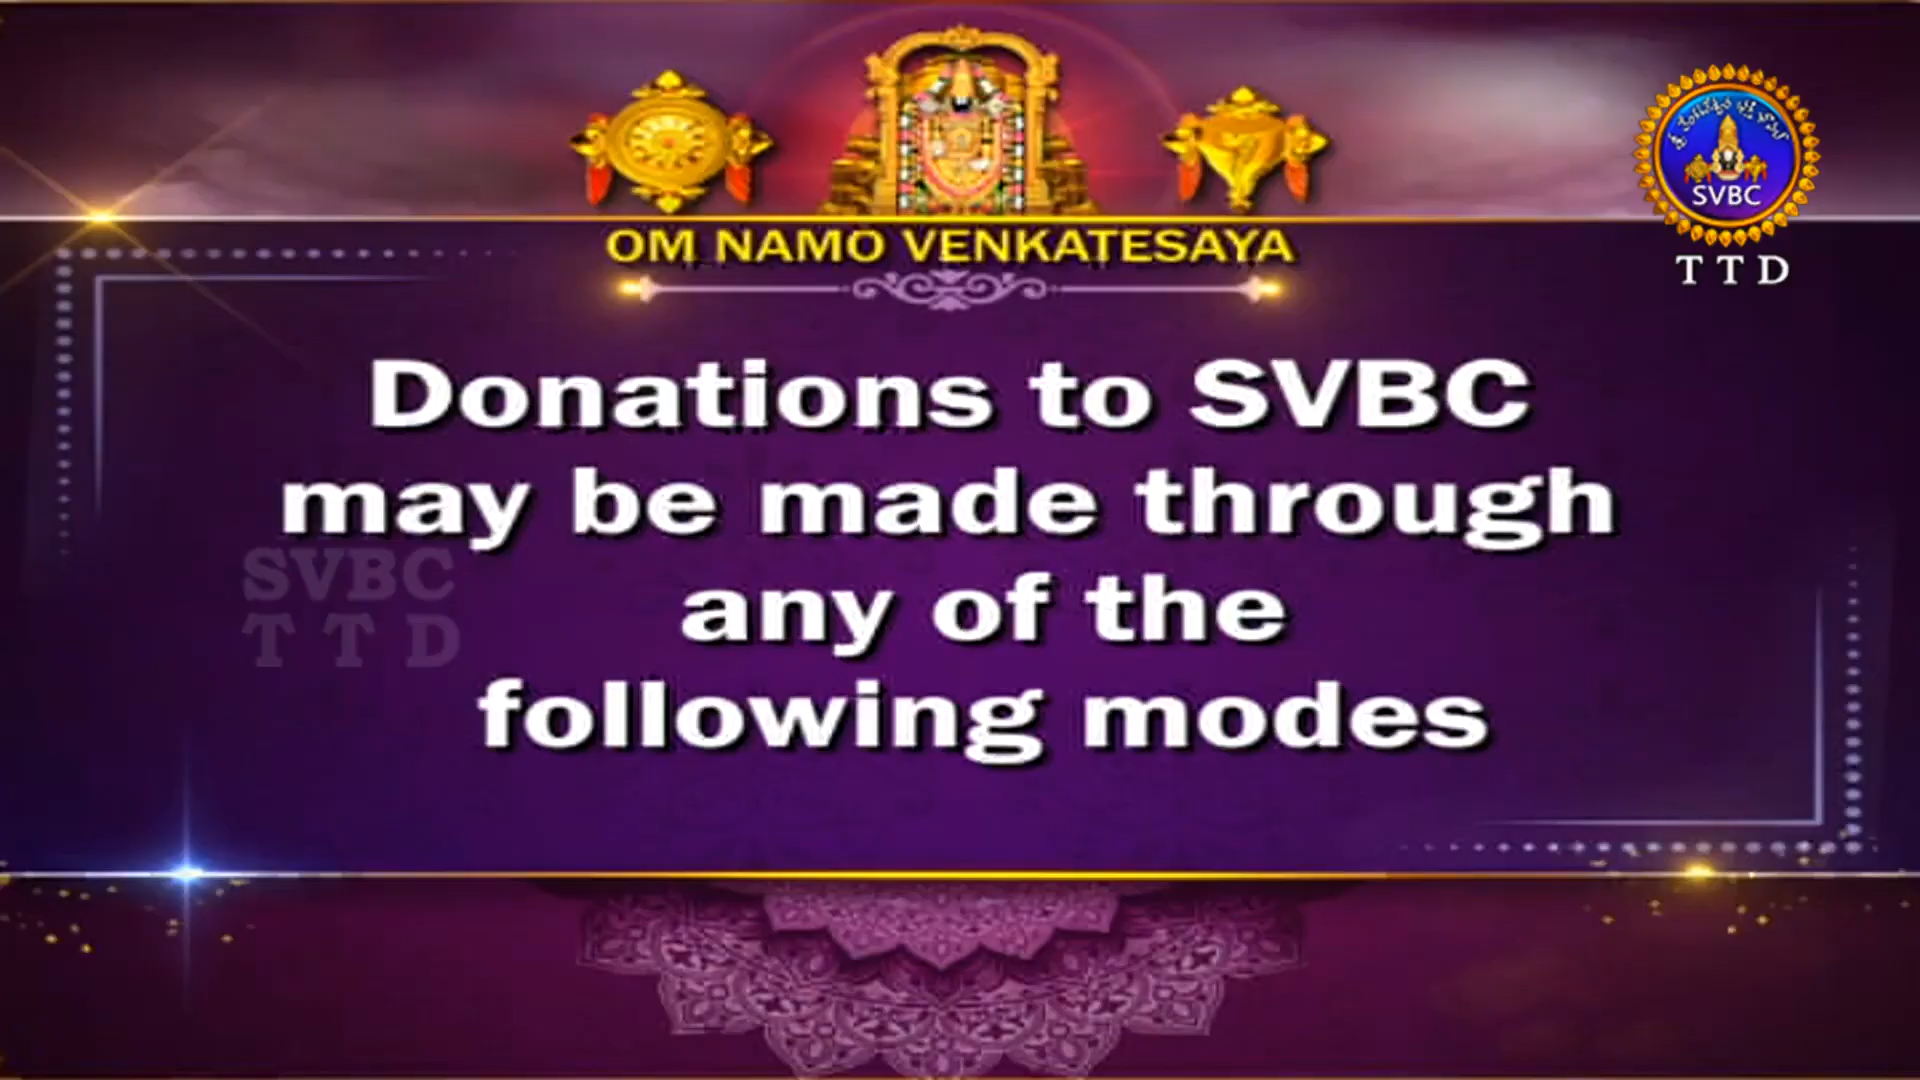 OM NAMO VENKATESAYA
SVBC
TTD
Donations to SVBC
may be made through
any of the
following modes
SVBC
TTD